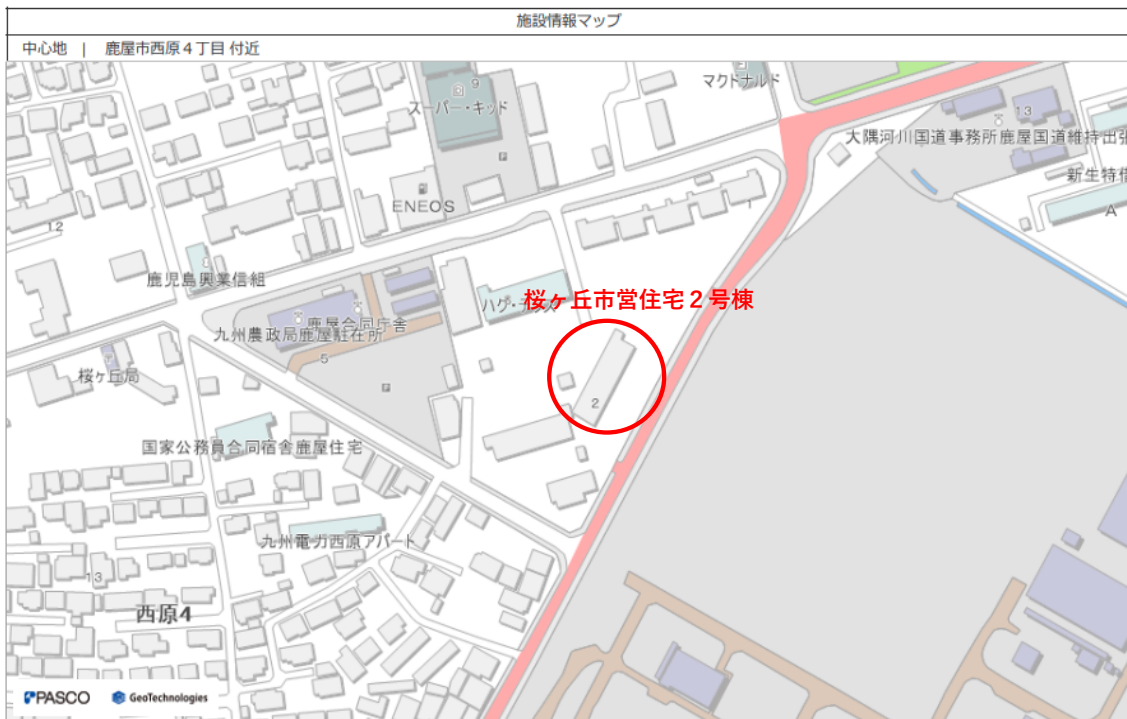 施設情報マップ
中心地 | 鹿屋市西原4丁目 付近
マクドナルド
9
スーパー・キッド
13
大隅河川国道事務所鹿屋国道維持出張
新生特借
A
ENEOS
1
12
鹿児島興業信組
ハグ・テラス
桜ヶ丘市営住宅2号棟
鹿屋合同庁舎
九州農政局鹿屋駐在所
5
桜ヶ丘局
2
国家公務員合同宿舎鹿屋住宅
九州電力西原アパート
13
西原4
PASCO GeoTechnologies